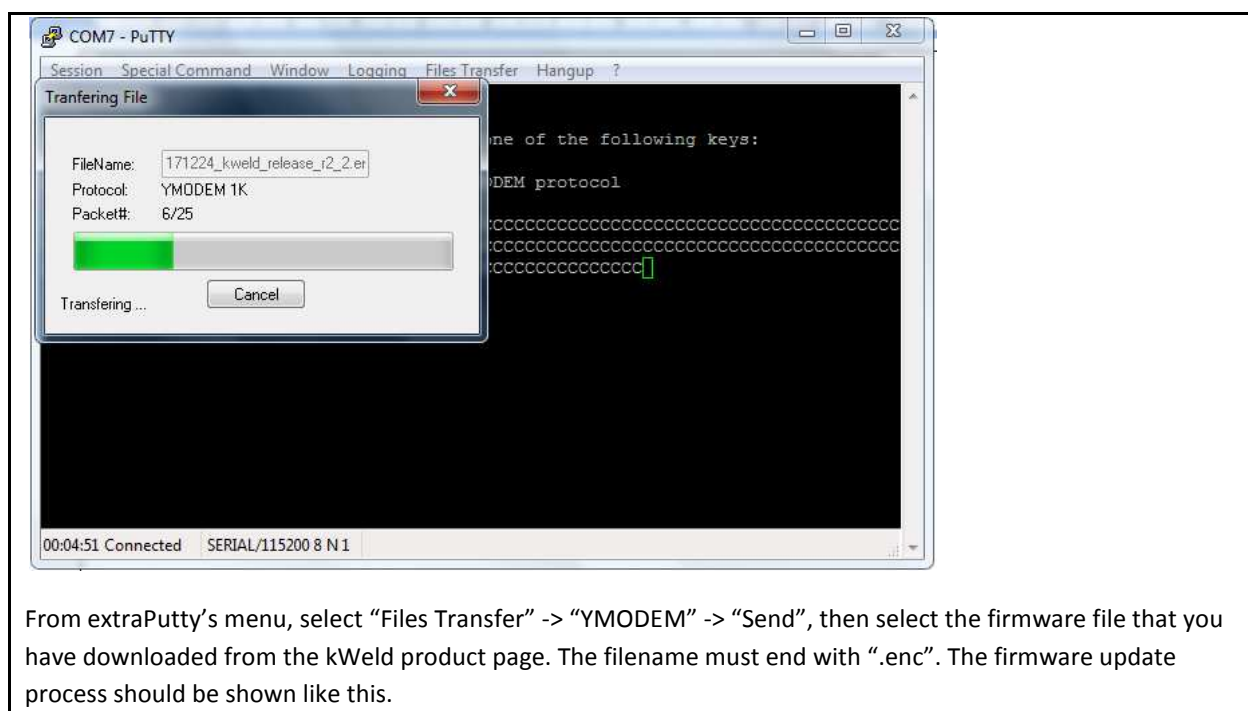 COM7 - PuTTY
Session Special Command Window Logging Files Transfer Hangup ?
Tranfering File
FileName: 171224_kweld_release_r2_2.er
Protocol: YMODEM 1K
Packet#: 6/25
Transfering ...
Cancel
ne of the following keys:
DEM protocol
cccccccccccccccccccccccccccccccccccccccc
cccccccccccccccccccccccccccccccccccccccc
ccccccccccccccc
00:04:51 Connected SERIAL/115200 8 N 1
From extraPutty’s menu, select “Files Transfer” -> “YMODEM” -> “Send”, then select the firmware file that you
have downloaded from the kWeld product page. The filename must end with “.enc”. The firmware update
process should be shown like this.